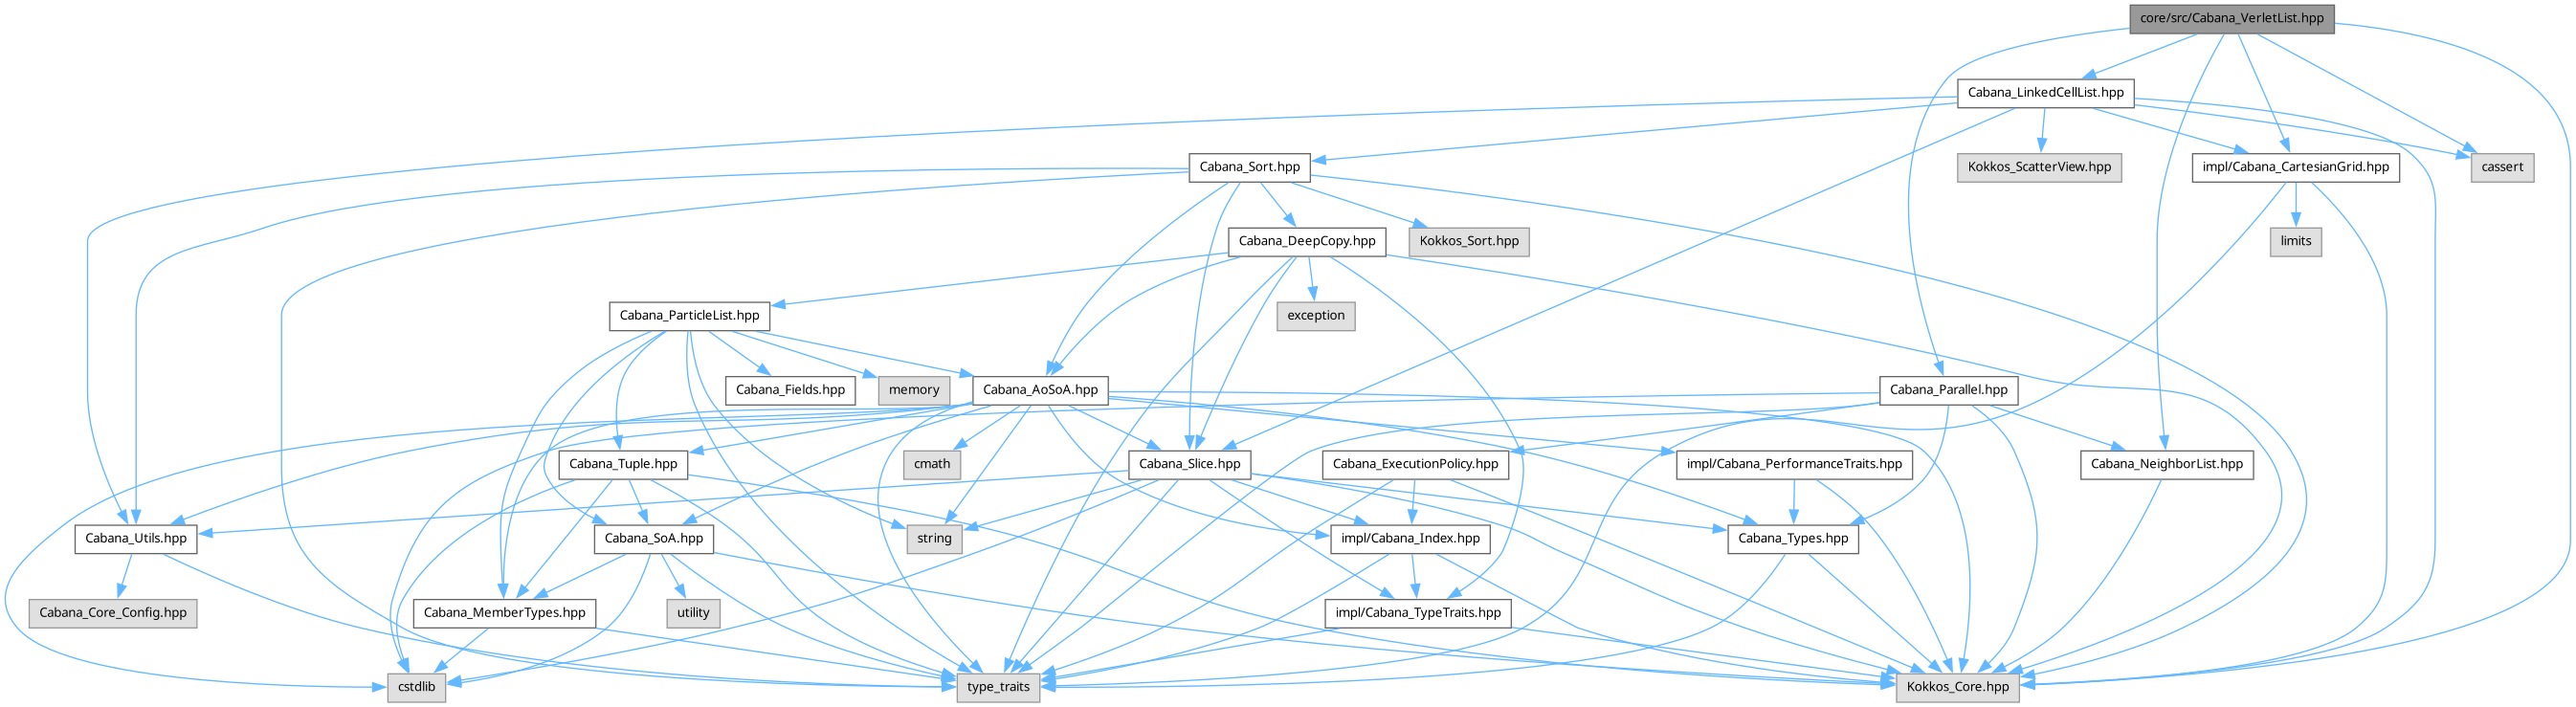 core/src/Cabana_VerletList.hpp
Cabana_LinkedCellList.hpp
Cabana_Sort.hpp
Kokkos_ScatterView.hpp
impl/Cabana_CartesianGrid.hpp
cassert
Cabana_DeepCopy.hpp
Kokkos_Sort.hpp
limits
Cabana_ParticleList.hpp
exception
Cabana_Fields.hpp
memory
Cabana_AoSoA.hpp
Cabana_Parallel.hpp
Cabana_Tuple.hpp
cmath
Cabana_Slice.hpp
Cabana_ExecutionPolicy.hpp
impl/Cabana_PerformanceTraits.hpp
Cabana_NeighborList.hpp
Cabana_Utils.hpp
Cabana_SoA.hpp
string
impl/Cabana_Index.hpp
Cabana_Types.hpp
Cabana_Core_Config.hpp
Cabana_MemberTypes.hpp
utility
impl/Cabana_TypeTraits.hpp
cstdlib
type_traits
Kokkos_Core.hpp